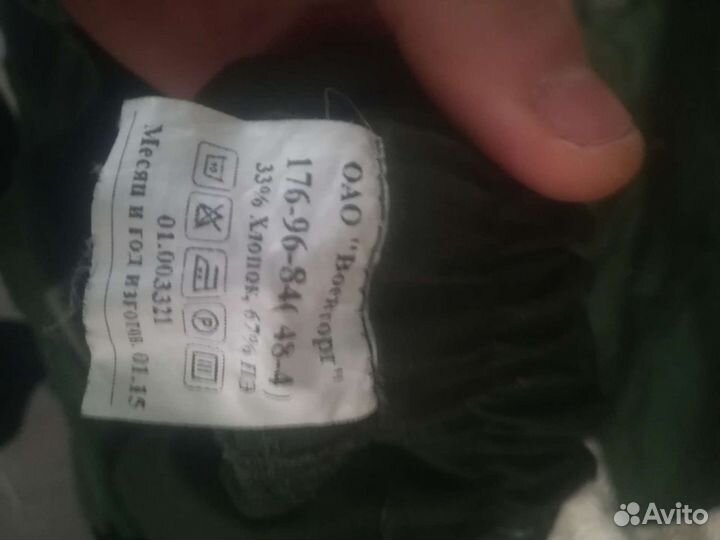 ОАО "Военторг"
176-96-84( 48-4 )
33% Хлопок, 67% ПЭ
P
01.003321
Месяц и год изготов. 01.15
Avito